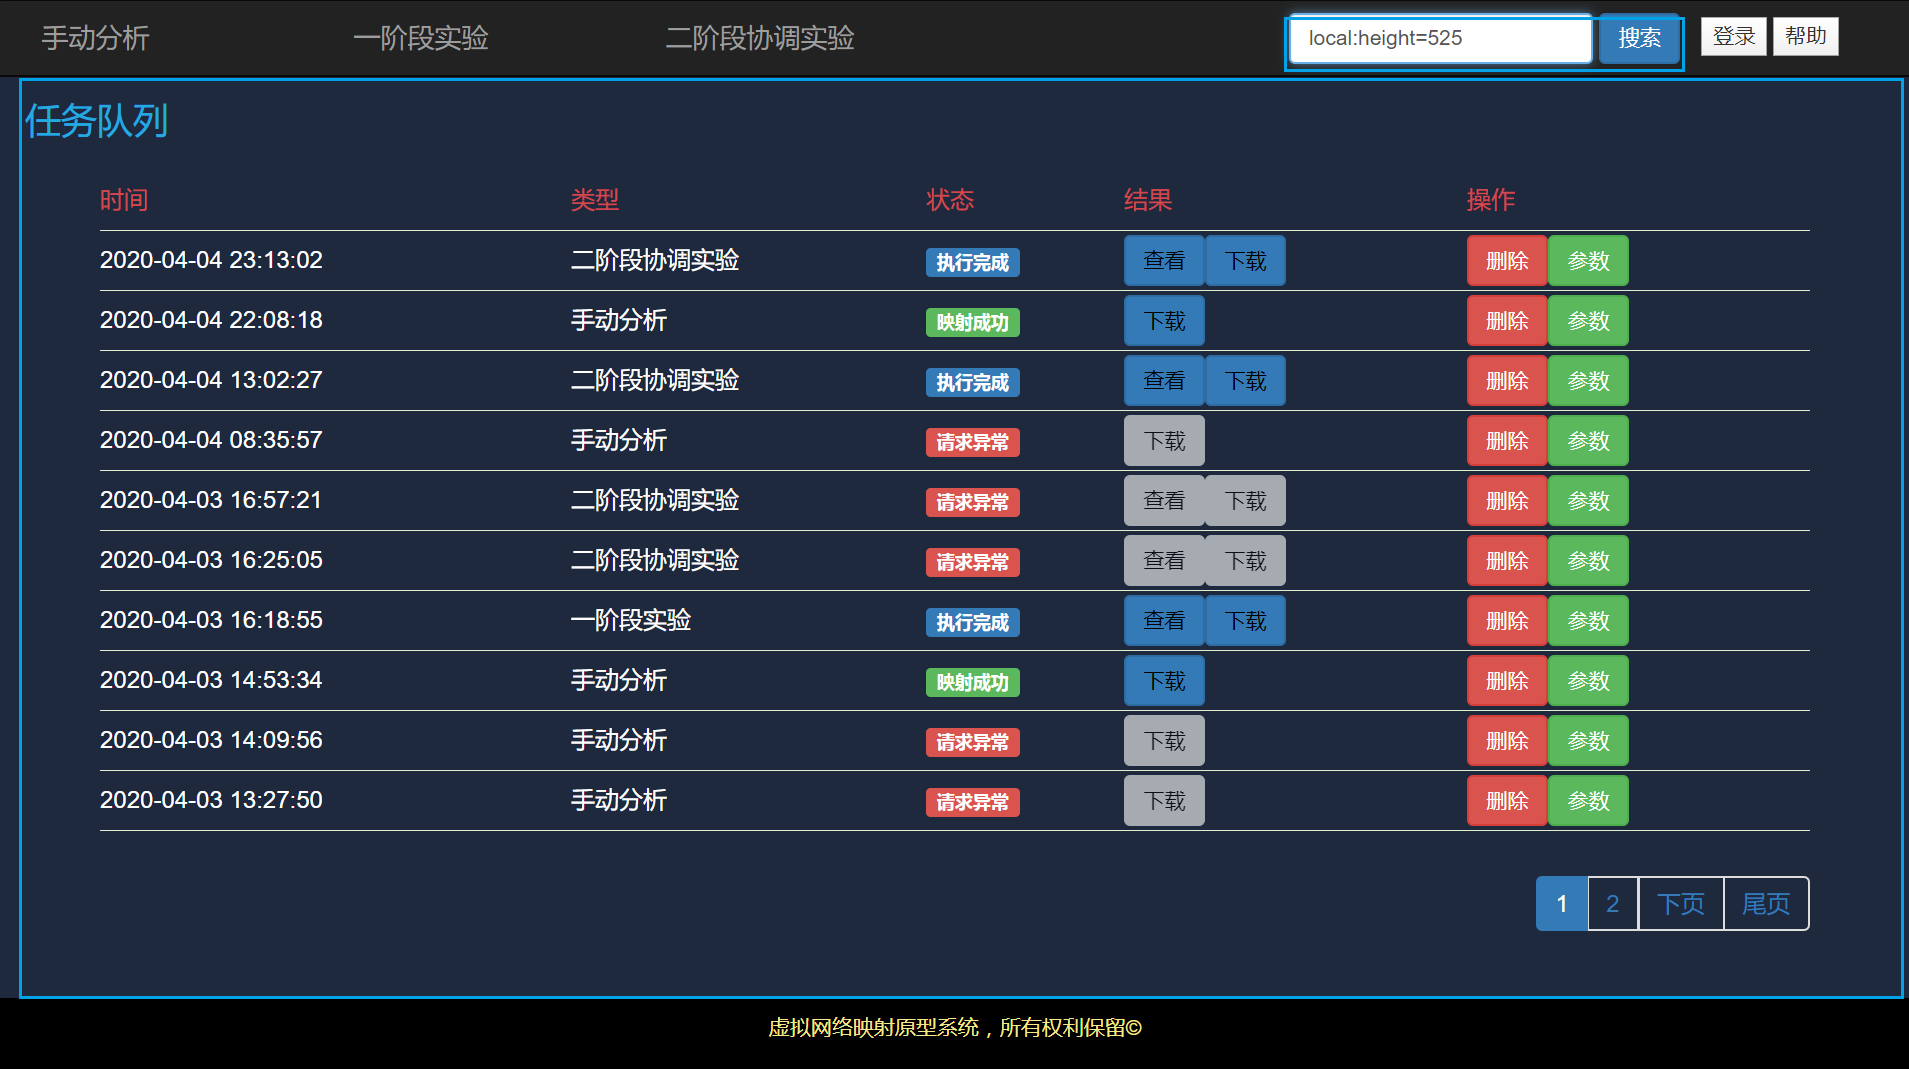 手动分析 一阶段实验 二阶段协调实验 local:height=525 搜索 登录 帮助
任务队列
时间 类型 状态 结果 操作
2020-04-04 23:13:02 二阶段协调实验 执行完成 查看 下载 删除 参数
2020-04-04 22:08:18 手动分析 映射成功 下载 删除 参数
2020-04-04 13:02:27 二阶段协调实验 执行完成 查看 下载 删除 参数
2020-04-04 08:35:57 手动分析 请求异常 下载 删除 参数
2020-04-03 16:57:21 二阶段协调实验 请求异常 查看 下载 删除 参数
2020-04-03 16:25:05 二阶段协调实验 请求异常 查看 下载 删除 参数
2020-04-03 16:18:55 一阶段实验 执行完成 查看 下载 删除 参数
2020-04-03 14:53:34 手动分析 映射成功 下载 删除 参数
2020-04-03 14:09:56 手动分析 请求异常 下载 删除 参数
2020-04-03 13:27:50 手动分析 请求异常 下载 删除 参数
1 2 下页 尾页
虚拟网络映射原型系统，所有权利保留©